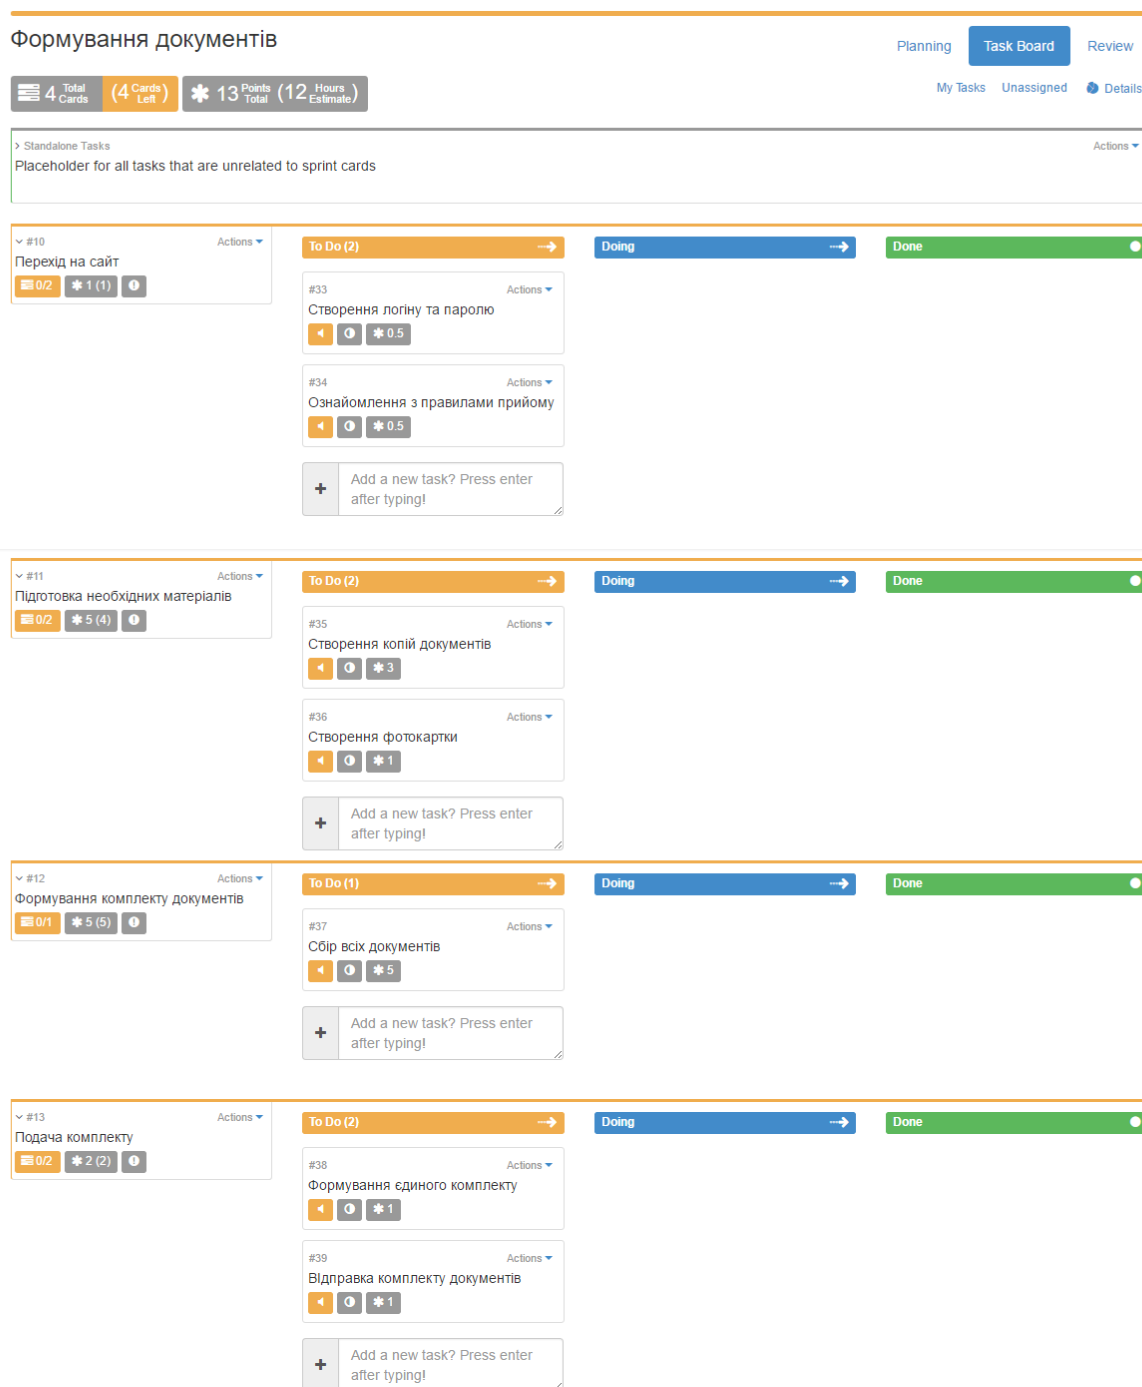 Формування документів
Planning Task Board Review
4 Total Cards (4 Cards Left) 13 Points Total (12 Hours Estimate)
My Tasks Unassigned Details
Standalone Tasks Actions
Placeholder for all tasks that are unrelated to sprint cards
#10 Actions
Перехід на сайт
0/2 1 (1)
To Do (2) Doing Done
#33 Actions
Створення логіну та паролю
0.5
#34 Actions
Ознайомлення з правилами прийому
0.5
Add a new task? Press enter
after typing!
#11 Actions
Підготовка необхідних матеріалів
0/2 5 (4)
To Do (2) Doing Done
#35 Actions
Створення копій документів
3
#36 Actions
Створення фотокартки
1
Add a new task? Press enter
after typing!
#12 Actions
Формування комплекту документів
0/1 5 (5)
To Do (1) Doing Done
#37 Actions
Сбір всіх документів
5
Add a new task? Press enter
after typing!
#13 Actions
Подача комплекту
0/2 2 (2)
To Do (2) Doing Done
#38 Actions
Формування єдиного комплекту
1
#39 Actions
ВІдправка комплекту документів
1
Add a new task? Press enter
after typing!